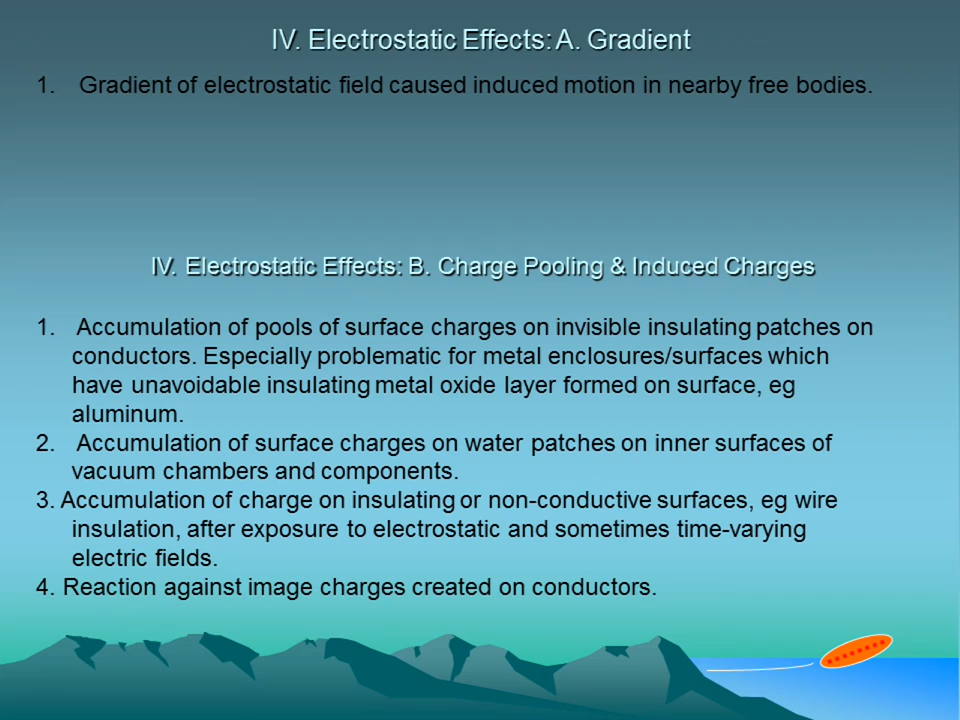 IV. Electrostatic Effects: A. Gradient
1. Gradient of electrostatic field caused induced motion in nearby free bodies.
IV. Electrostatic Effects: B. Charge Pooling & Induced Charges
1. Accumulation of pools of surface charges on invisible insulating patches on
conductors. Especially problematic for metal enclosures/surfaces which
have unavoidable insulating metal oxide layer formed on surface, eg
aluminum.
2. Accumulation of surface charges on water patches on inner surfaces of
vacuum chambers and components.
3. Accumulation of charge on insulating or non-conductive surfaces, eg wire
insulation, after exposure to electrostatic and sometimes time-varying
electric fields.
4. Reaction against image charges created on conductors.